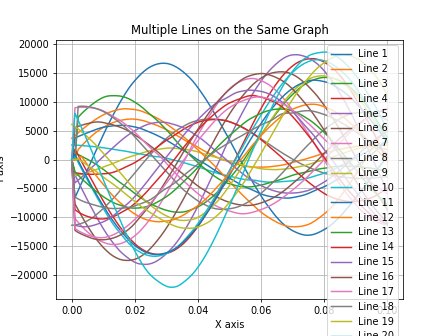 Multiple Lines on the Same Graph
20000
15000
10000
5000
0
−5000
−10000
−15000
−20000
0.00
0.02
0.04
0.06
0.08
X axis
Line 1
Line 2
Line 3
Line 4
Line 5
Line 6
Line 7
Line 8
Line 9
Line 10
Line 11
Line 12
Line 13
Line 14
Line 15
Line 16
Line 17
Line 18
Line 19
Line 20